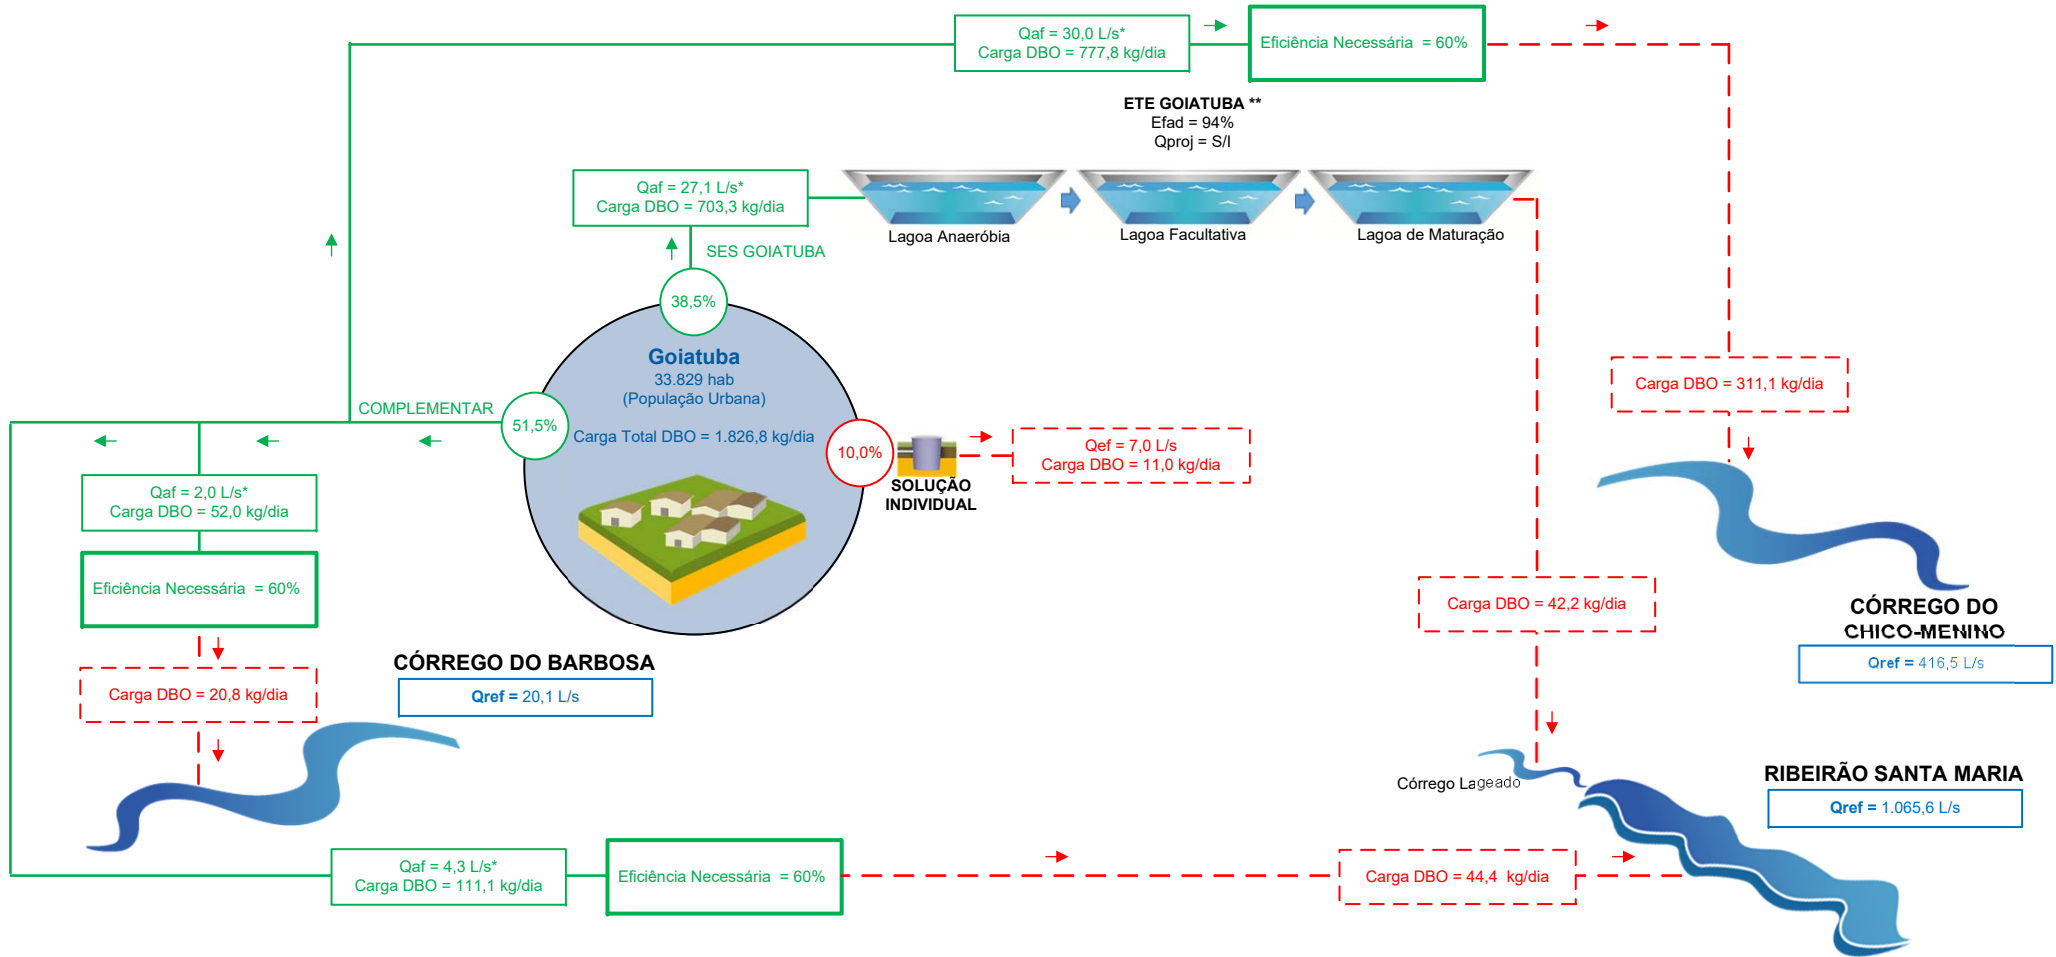 Qaf = 30,0 L/s*
Carga DBO = 777,8 kg/dia
Eficiência Necessária = 60%
ETE GOIATUBA **
Efad = 94%
Qproj = S/I
Qaf = 27,1 L/s*
Carga DBO = 703,3 kg/dia
Lagoa Anaeróbia
Lagoa Facultativa
Lagoa de Maturação
SES GOIATUBA
38,5%
Goiatuba
33.829 hab
(População Urbana)
Carga Total DBO = 1.826,8 kg/dia
COMPLEMENTAR
51,5%
10,0%
SOLUÇÃO
INDIVIDUAL
Qef = 7,0 L/s
Carga DBO = 11,0 kg/dia
Carga DBO = 311,1 kg/dia
Qaf = 2,0 L/s*
Carga DBO = 52,0 kg/dia
Eficiência Necessária = 60%
Carga DBO = 20,8 kg/dia
CÓRREGO DO BARBOSA
Qref = 20,1 L/s
Carga DBO = 42,2 kg/dia
CÓRREGO DO
CHICO-MENINO
Qref = 416,5 L/s
Córrego Lageado
RIBEIRÃO SANTA MARIA
Qref = 1.065,6 L/s
Qaf = 4,3 L/s*
Carga DBO = 111,1 kg/dia
Eficiência Necessária = 60%
Carga DBO = 44,4 kg/dia